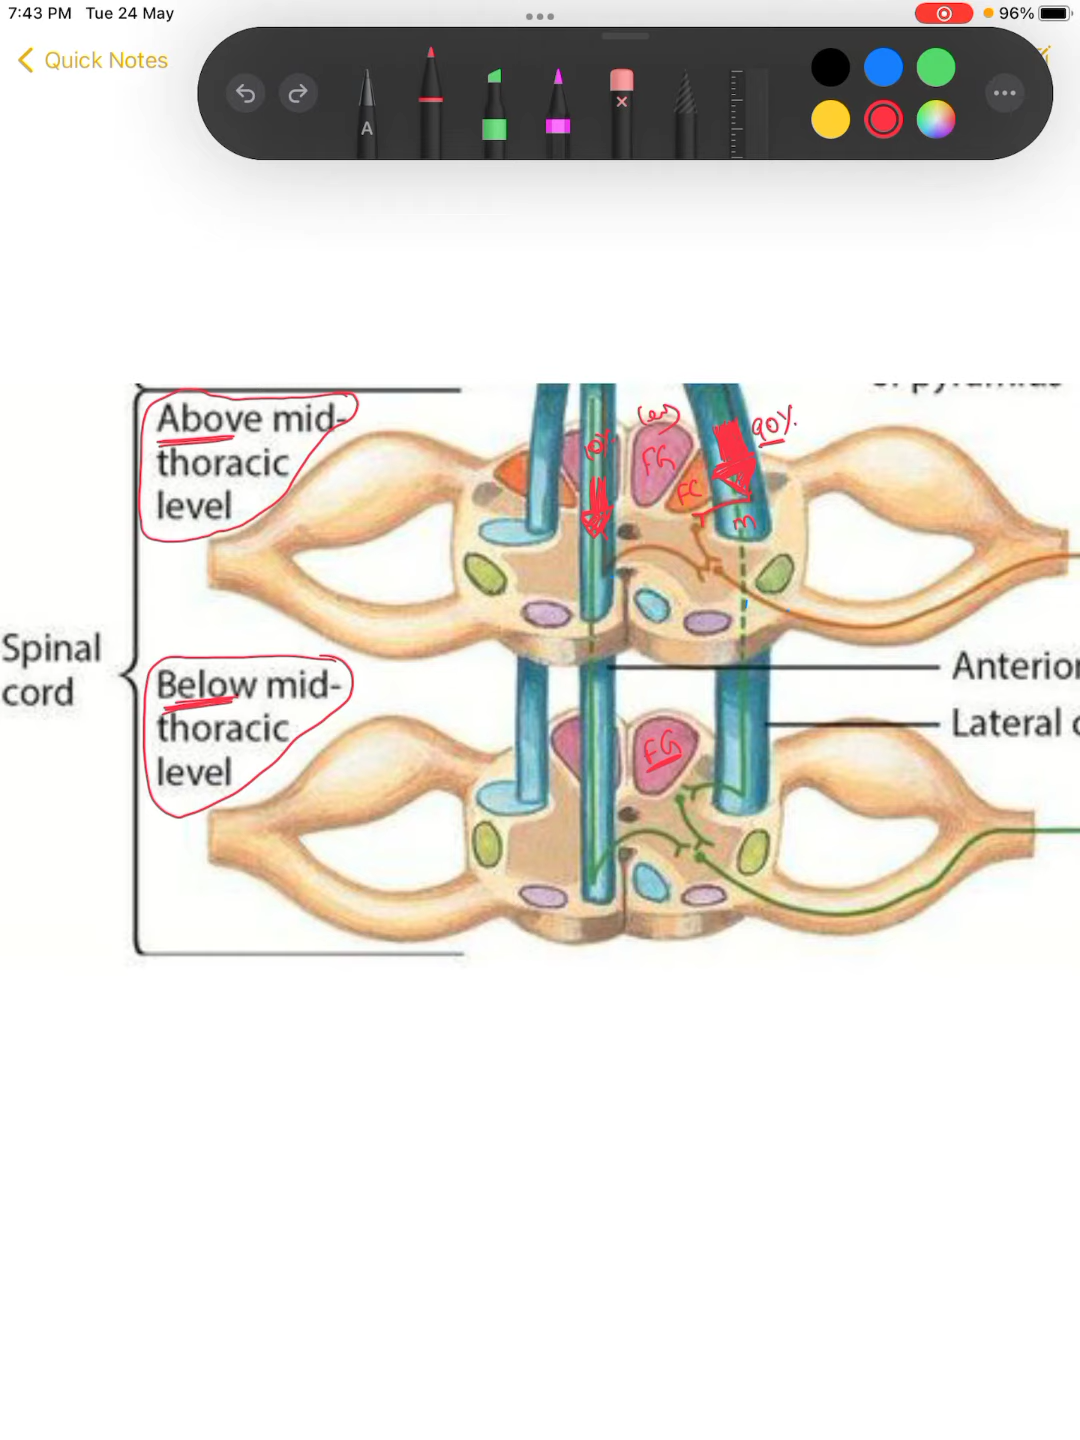 7:43 PM Tue 24 May
96%
Quick Notes
A
Above mid-
thoracic
level
10%
FG
FC
90%
m
Spinal
cord
Anterior
Below mid-
thoracic
level
FG
Lateral c